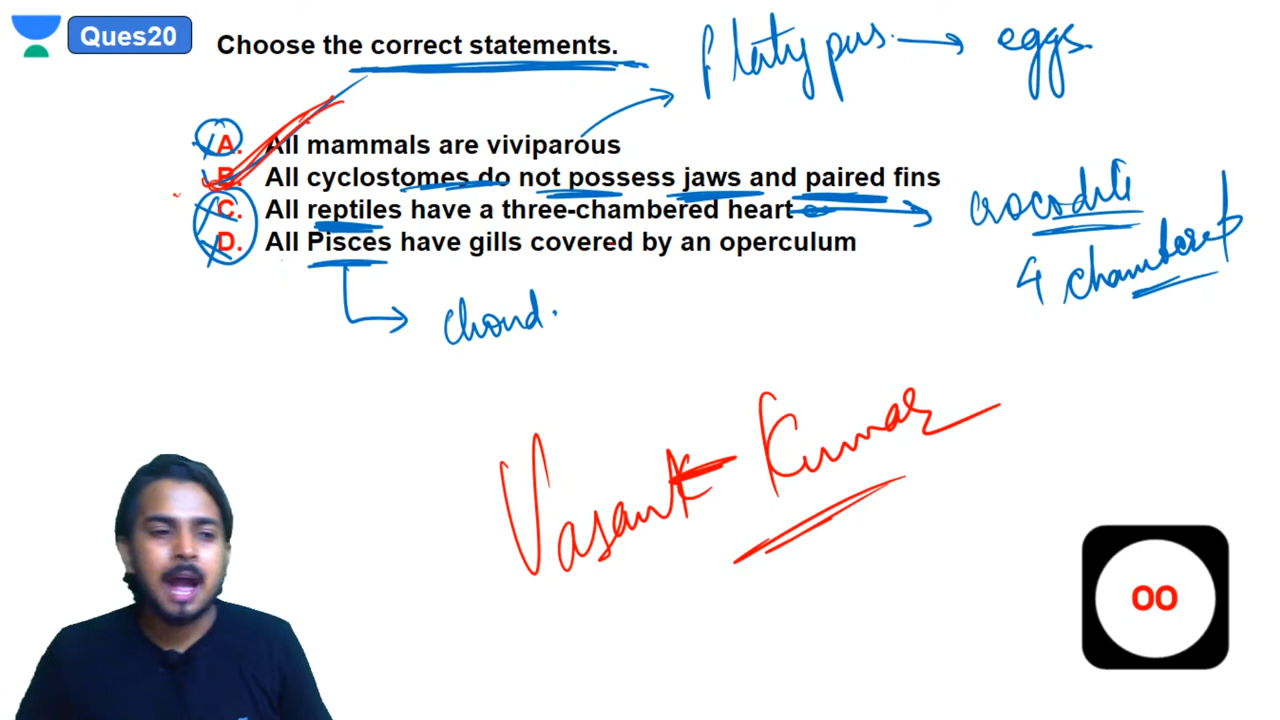 Ques20
Choose the correct statements.
Platypus. → eggs.
A. All mammals are viviparous
B. All cyclostomes do not possess jaws and paired fins
C. All reptiles have a three-chambered heart
D. All Pisces have gills covered by an operculum
crocodile
4 chambered
chond.
Vasant Kumar
00